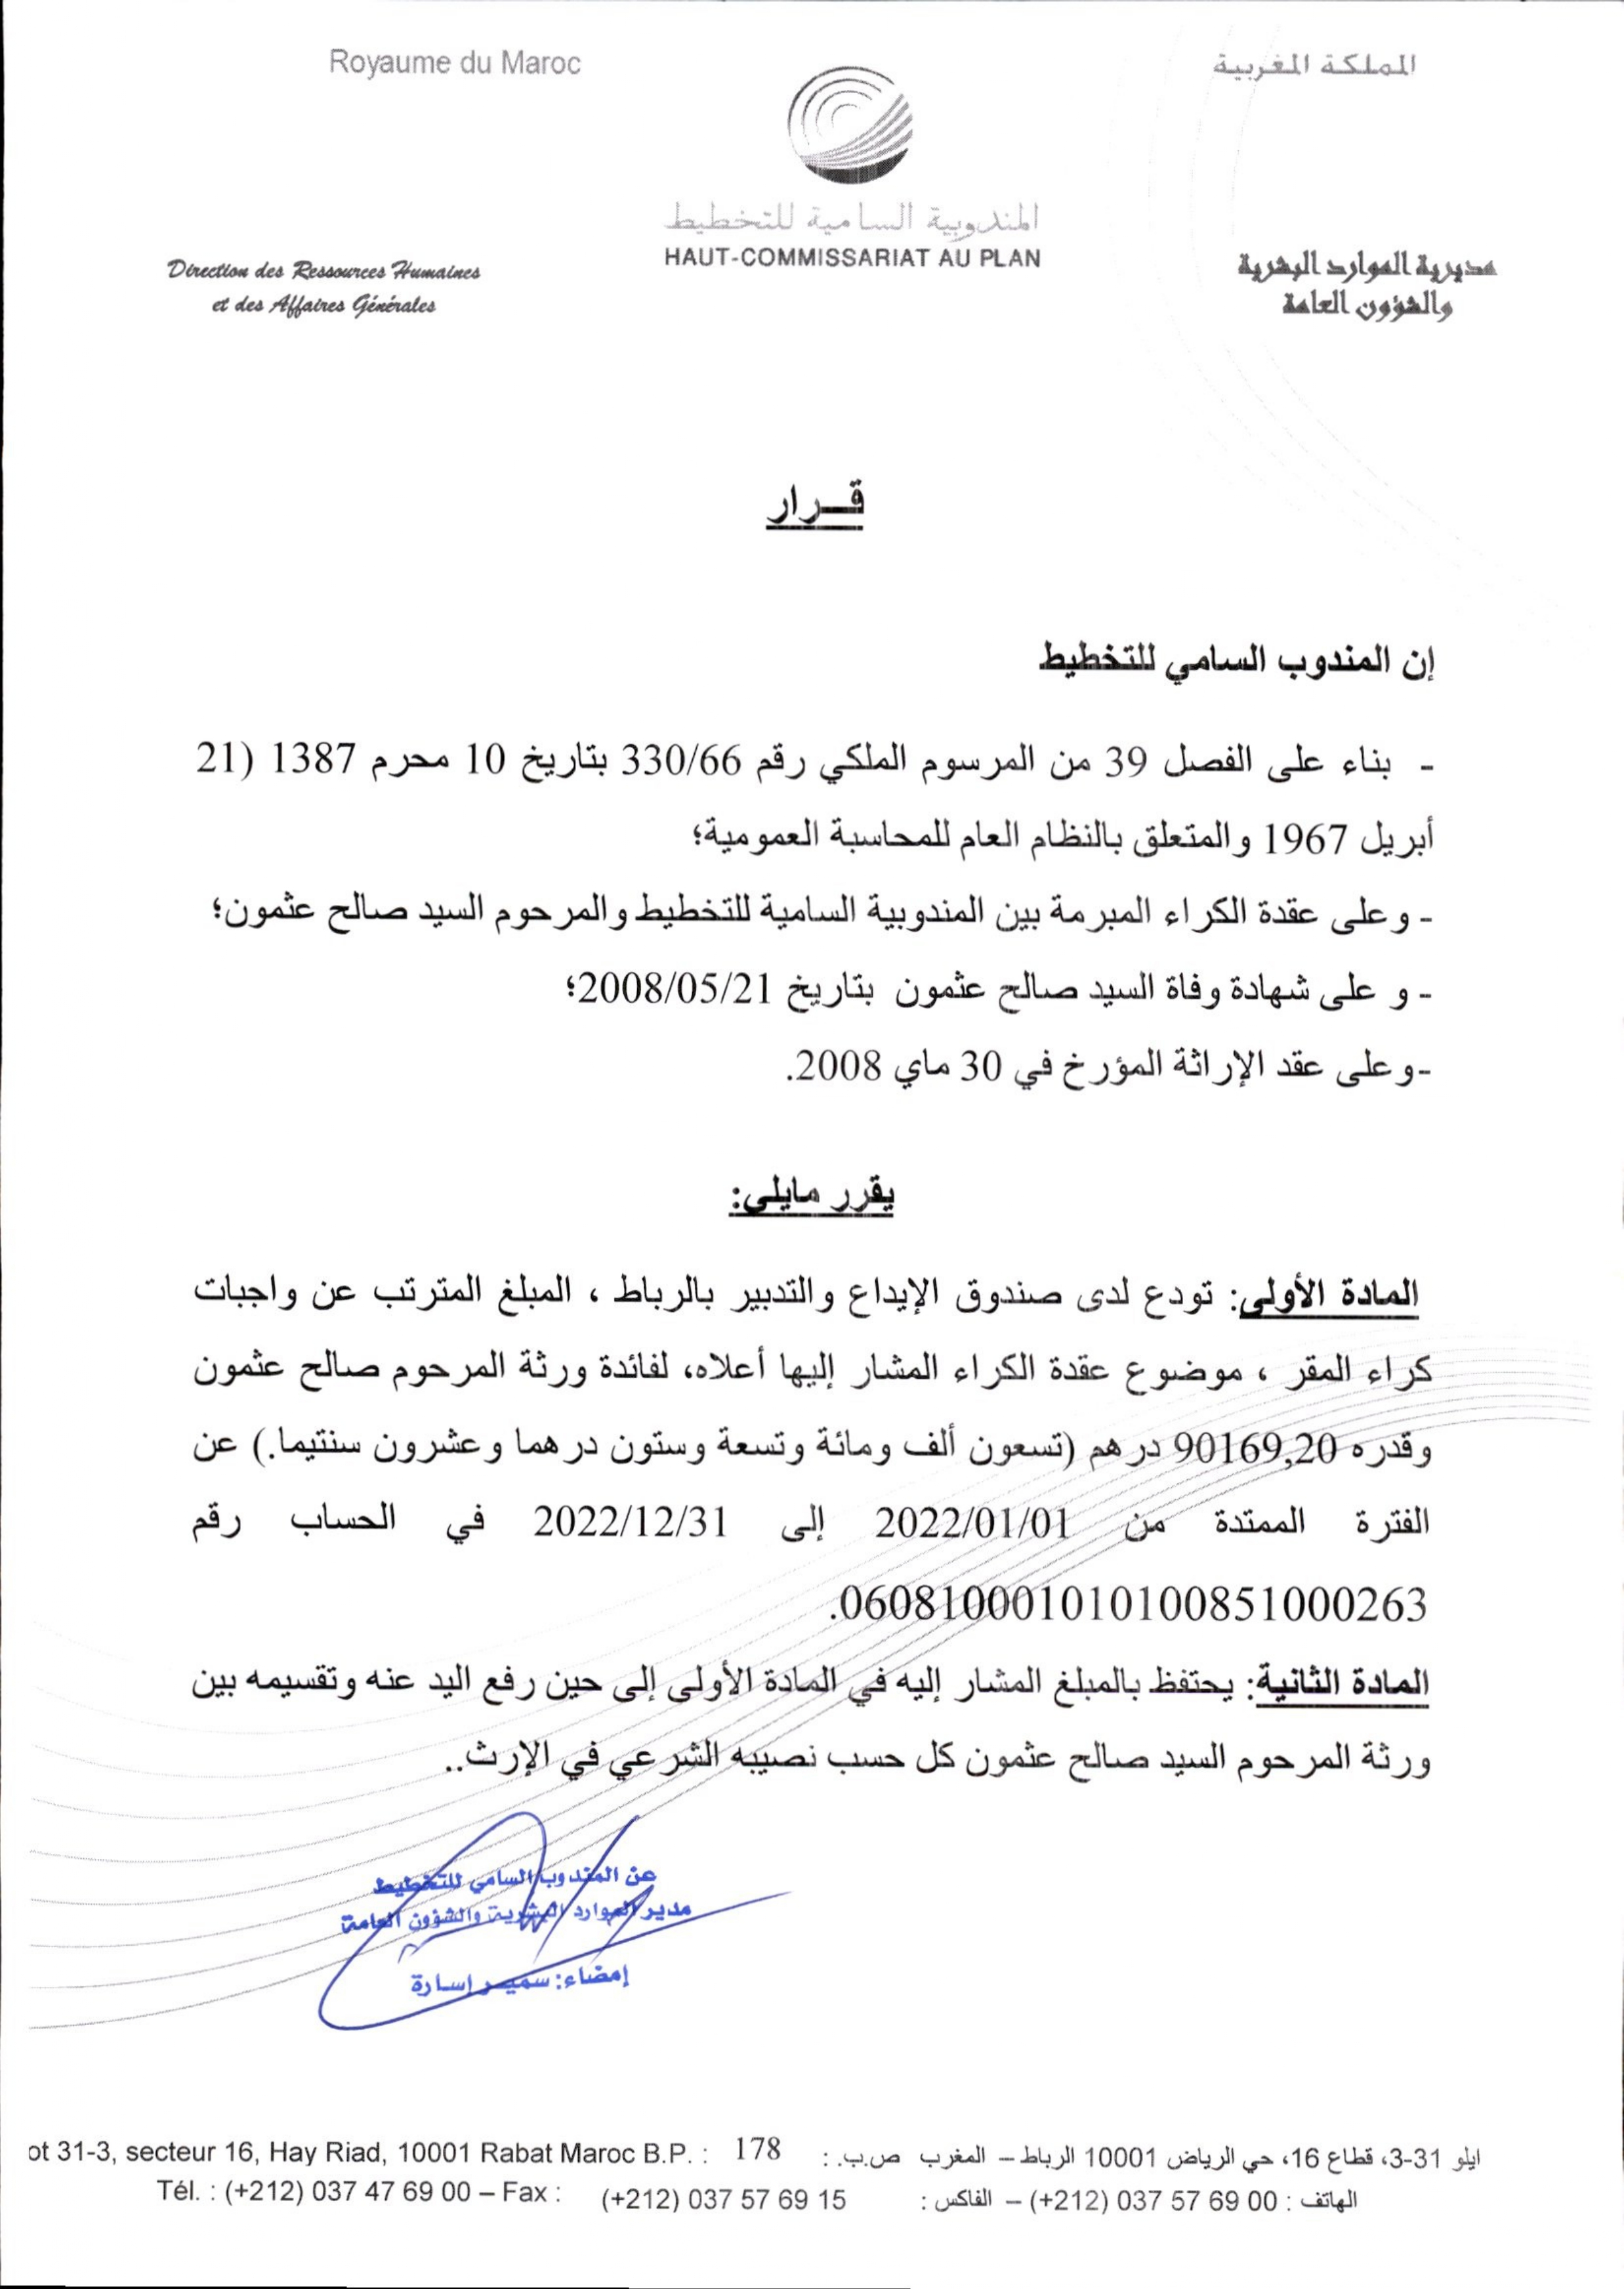 Royaume du Maroc
المملكة المغربية
المندوبية السامية للتخطيط
HAUT-COMMISSARIAT AU PLAN
Direction des Ressources Humaines
et des Affaires Générales
مديرية الموارد البشرية
والشؤون العامة
قــرار
إن المندوب السامي للتخطيط
- بناء على الفصل 39 من المرسوم الملكي رقم 330/66 بتاريخ 10 محرم 1387 (21
أبريل 1967 والمتعلق بالنظام العام للمحاسبة العمومية؛
- وعلى عقدة الكراء المبرمة بين المندوبية السامية للتخطيط والمرحوم السيد صالح عثمون؛
- و على شهادة وفاة السيد صالح عثمون بتاريخ 2008/05/21؛
-وعلى عقد الإراثة المؤرخ في 30 ماي 2008.
يقرر مايلي:
المادة الأولى: تودع لدى صندوق الإيداع والتدبير بالرباط ، المبلغ المترتب عن واجبات
كراء المقر ، موضوع عقدة الكراء المشار إليها أعلاه، لفائدة ورثة المرحوم صالح عثمون
وقدره 90169,20 درهم (تسعون ألف ومائة وتسعة وستون درهما وعشرون سنتيما.) عن
الفترة الممتدة من 2022/01/01 إلى 2022/12/31 في الحساب رقم
060810001010100851000263.
المادة الثانية: يحتفظ بالمبلغ المشار إليه في المادة الأولى إلى حين رفع اليد عنه وتقسيمه بين
ورثة المرحوم السيد صالح عثمون كل حسب نصيبه الشرعي في الإرث..
عن المندوب السامي للتخطيط
مدير الموارد البشرية والشؤون العامة
إمضاء: سمير إسارة
ot 31-3, secteur 16, Hay Riad, 10001 Rabat Maroc B.P. : 178
ايلو 31-3، قطاع 16، حي الرياض 10001 الرباط – المغرب ص.ب. :
Tél. : (+212) 037 47 69 00 – Fax : (+212) 037 57 69 15
الهاتف : 00 69 57 037 (212+) – الفاكس :